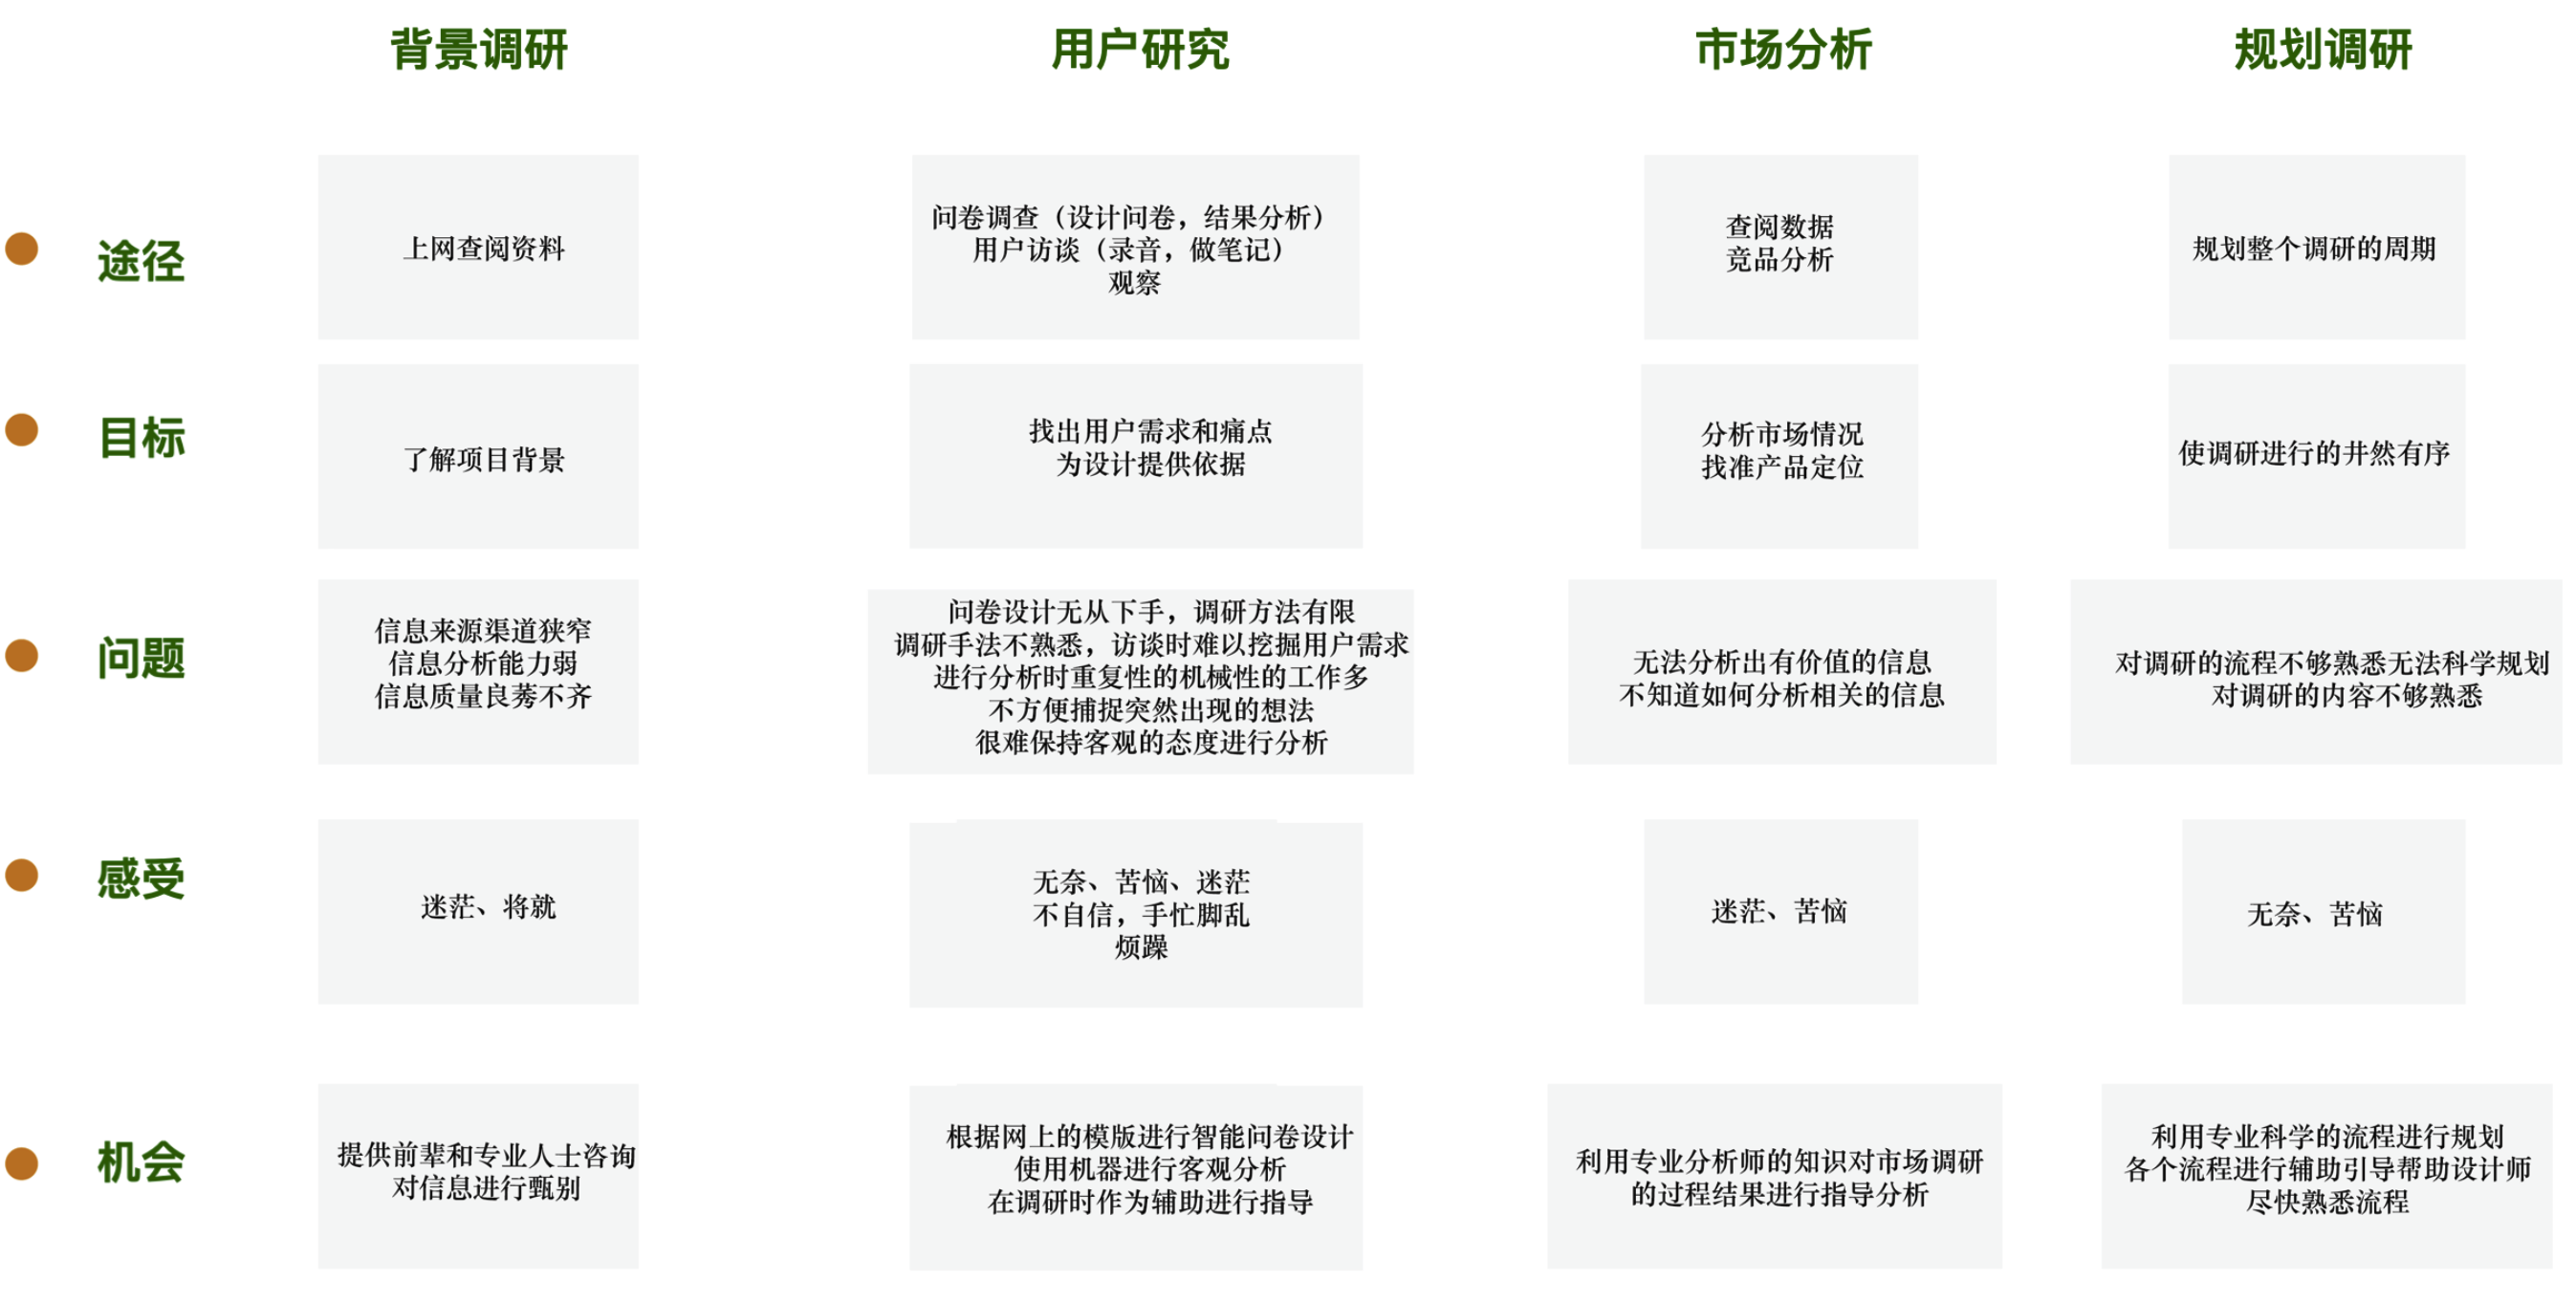 背景调研
用户研究
市场分析
规划调研
途径
上网查阅资料
问卷调查（设计问卷，结果分析）
用户访谈（录音，做笔记）
观察
查阅数据
竞品分析
规划整个调研的周期
目标
了解项目背景
找出用户需求和痛点
为设计提供依据
分析市场情况
找准产品定位
使调研进行的井然有序
问题
信息来源渠道狭窄
信息分析能力弱
信息质量良莠不齐
问卷设计无从下手，调研方法有限
调研手法不熟悉，访谈时难以挖掘用户需求
进行分析时重复性的机械性的工作多
不方便捕捉突然出现的想法
很难保持客观的态度进行分析
无法分析出有价值的信息
不知道如何分析相关的信息
对调研的流程不够熟悉无法科学规划
对调研的内容不够熟悉
感受
迷茫、将就
无奈、苦恼、迷茫
不自信，手忙脚乱
烦躁
迷茫、苦恼
无奈、苦恼
机会
提供前辈和专业人士咨询
对信息进行甄别
根据网上的模版进行智能问卷设计
使用机器进行客观分析
在调研时作为辅助进行指导
利用专业分析师的知识对市场调研
的过程结果进行指导分析
利用专业科学的流程进行规划
各个流程进行辅助引导帮助设计师
尽快熟悉流程